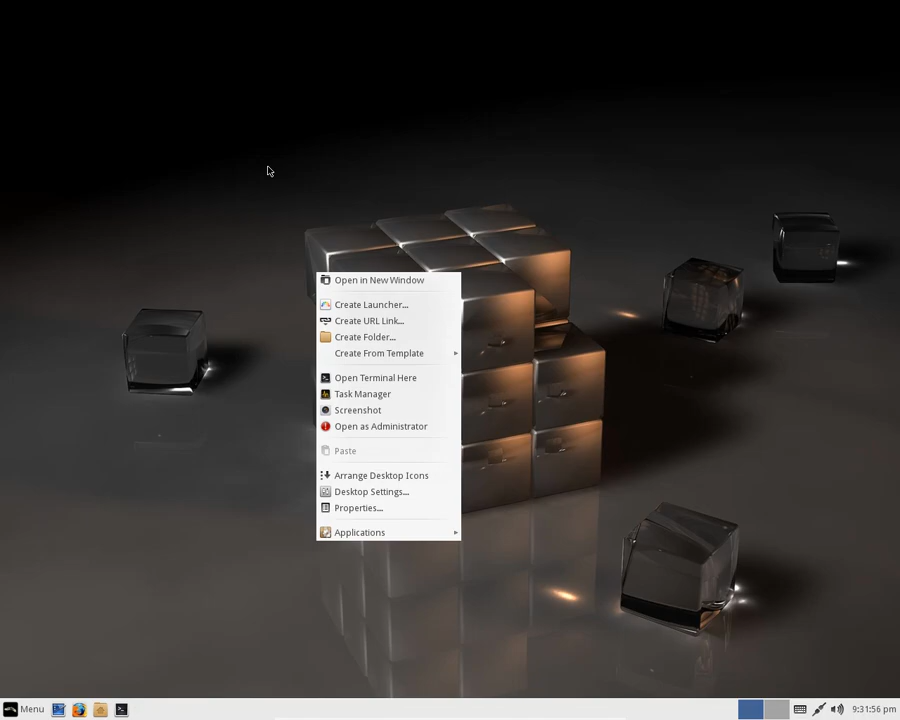 Open in New Window
Create Launcher...
Create URL Link...
Create Folder...
Create From Template
Open Terminal Here
Task Manager
Screenshot
Open as Administrator
Paste
Arrange Desktop Icons
Desktop Settings...
Properties...
Applications
Menu
9:31:56 pm